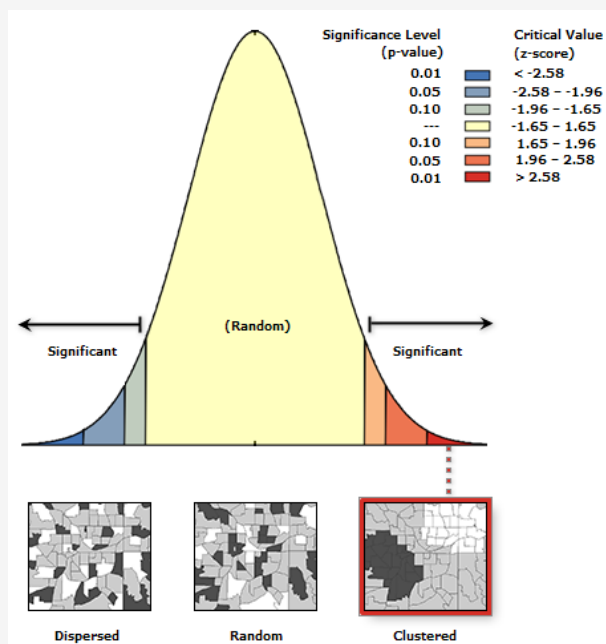 Significance Level Critical Value
(p-value) (z-score)
0.01 < -2.58
0.05 -2.58 – -1.96
0.10 -1.96 – -1.65
--- -1.65 – 1.65
0.10 1.65 – 1.96
0.05 1.96 – 2.58
0.01 > 2.58
(Random)
Significant Significant
Dispersed Random Clustered